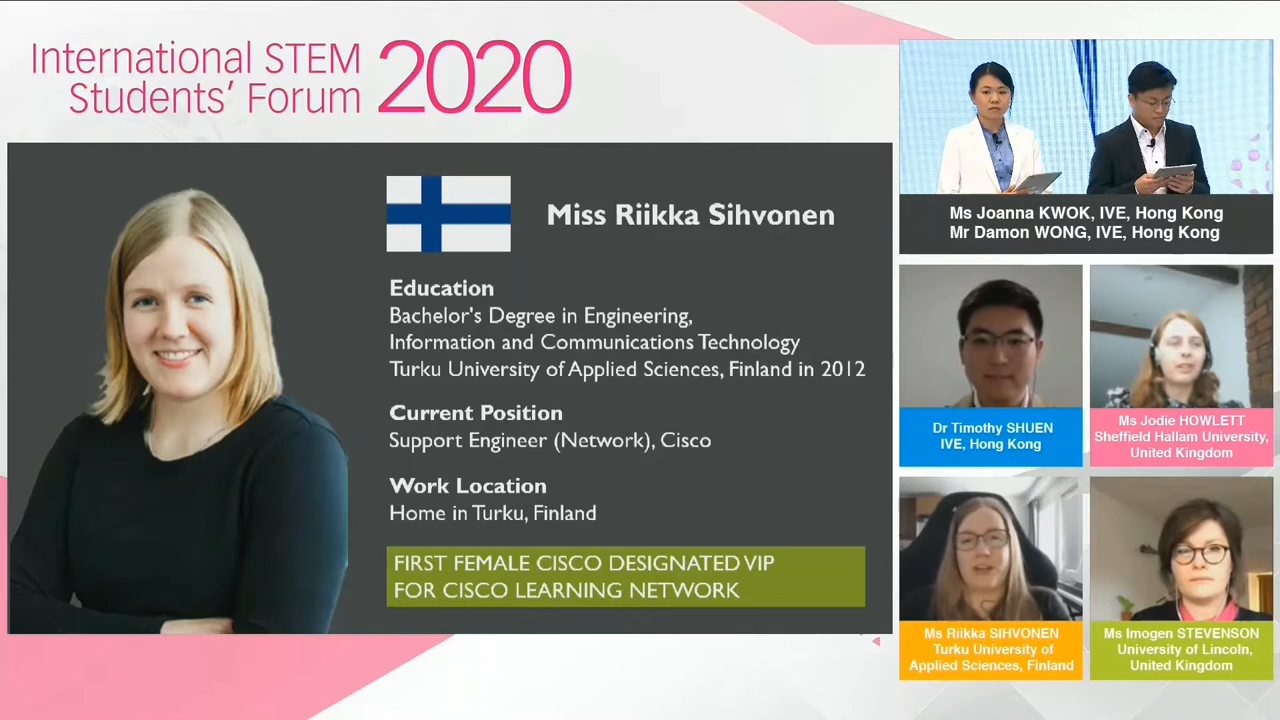 International STEM
Students' Forum
2020
Miss Riikka Sihvonen
Education
Bachelor's Degree in Engineering,
Information and Communications Technology
Turku University of Applied Sciences, Finland in 2012
Current Position
Support Engineer (Network), Cisco
Work Location
Home in Turku, Finland
FIRST FEMALE CISCO DESIGNATED VIP
FOR CISCO LEARNING NETWORK
Ms Joanna KWOK, IVE, Hong Kong
Mr Damon WONG, IVE, Hong Kong
Dr Timothy SHUEN
IVE, Hong Kong
Ms Jodie HOWLETT
Sheffield Hallam University,
United Kingdom
Ms Riikka SIHVONEN
Turku University of
Applied Sciences, Finland
Ms Imogen STEVENSON
University of Lincoln,
United Kingdom